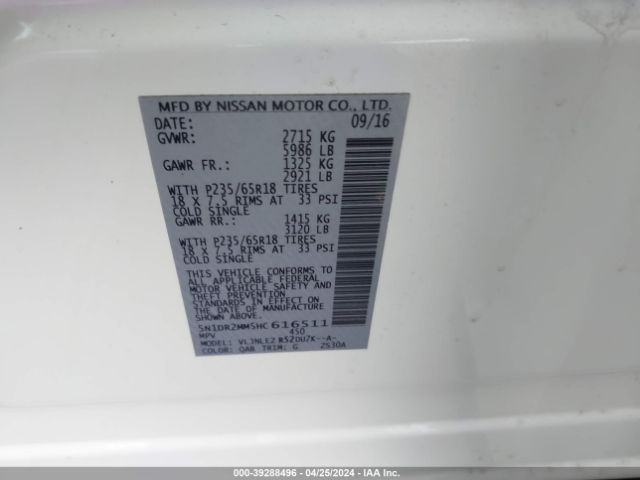 MFD BY NISSAN MOTOR CO., LTD.
DATE: 09/16
GVWR: 2715 KG
5986 LB
GAWR FR.: 1325 KG
2921 LB
WITH P235/65R18 TIRES
18 X 7.5 RIMS AT 33 PSI
COLD SINGLE
GAWR RR.: 1415 KG
3120 LB
WITH P235/65R18 TIRES
18 X 7.5 RIMS AT 33 PSI
COLD SINGLE
THIS VEHICLE CONFORMS TO
ALL APPLICABLE FEDERAL
MOTOR VEHICLE SAFETY AND
THEFT PREVENTION
STANDARDS IN EFFECT ON
THE DATE OF MANUFACTURE
SHOWN ABOVE.
5N1DR2MM5HC616511
MPV 450
MODEL: R52UU7K--A-
COLOR: QAB TRIM: G 2S30A
000-39288496 - 04/25/2024 - IAA Inc.